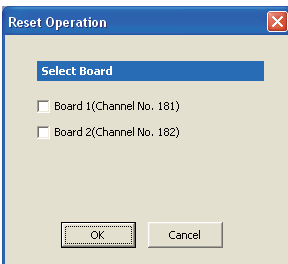 Reset Operation
Select Board
Board 1(Channel No. 181)
Board 2(Channel No. 182)
OK
Cancel